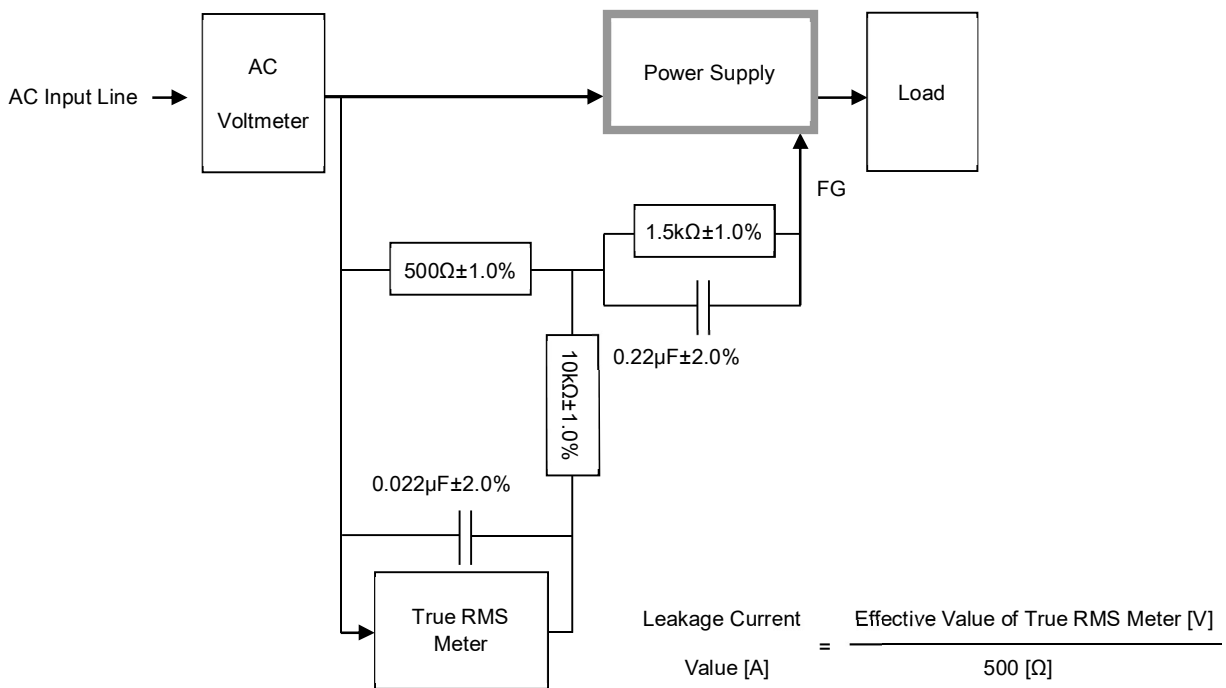 AC
Voltmeter
AC Input Line
Power Supply
Load
FG
1.5kΩ±1.0%
500Ω±1.0%
0.22µF±2.0%
10kΩ±1.0%
0.022µF±2.0%
True RMS
Meter
Leakage Current
Value [A]
=
Effective Value of True RMS Meter [V]
500 [Ω]